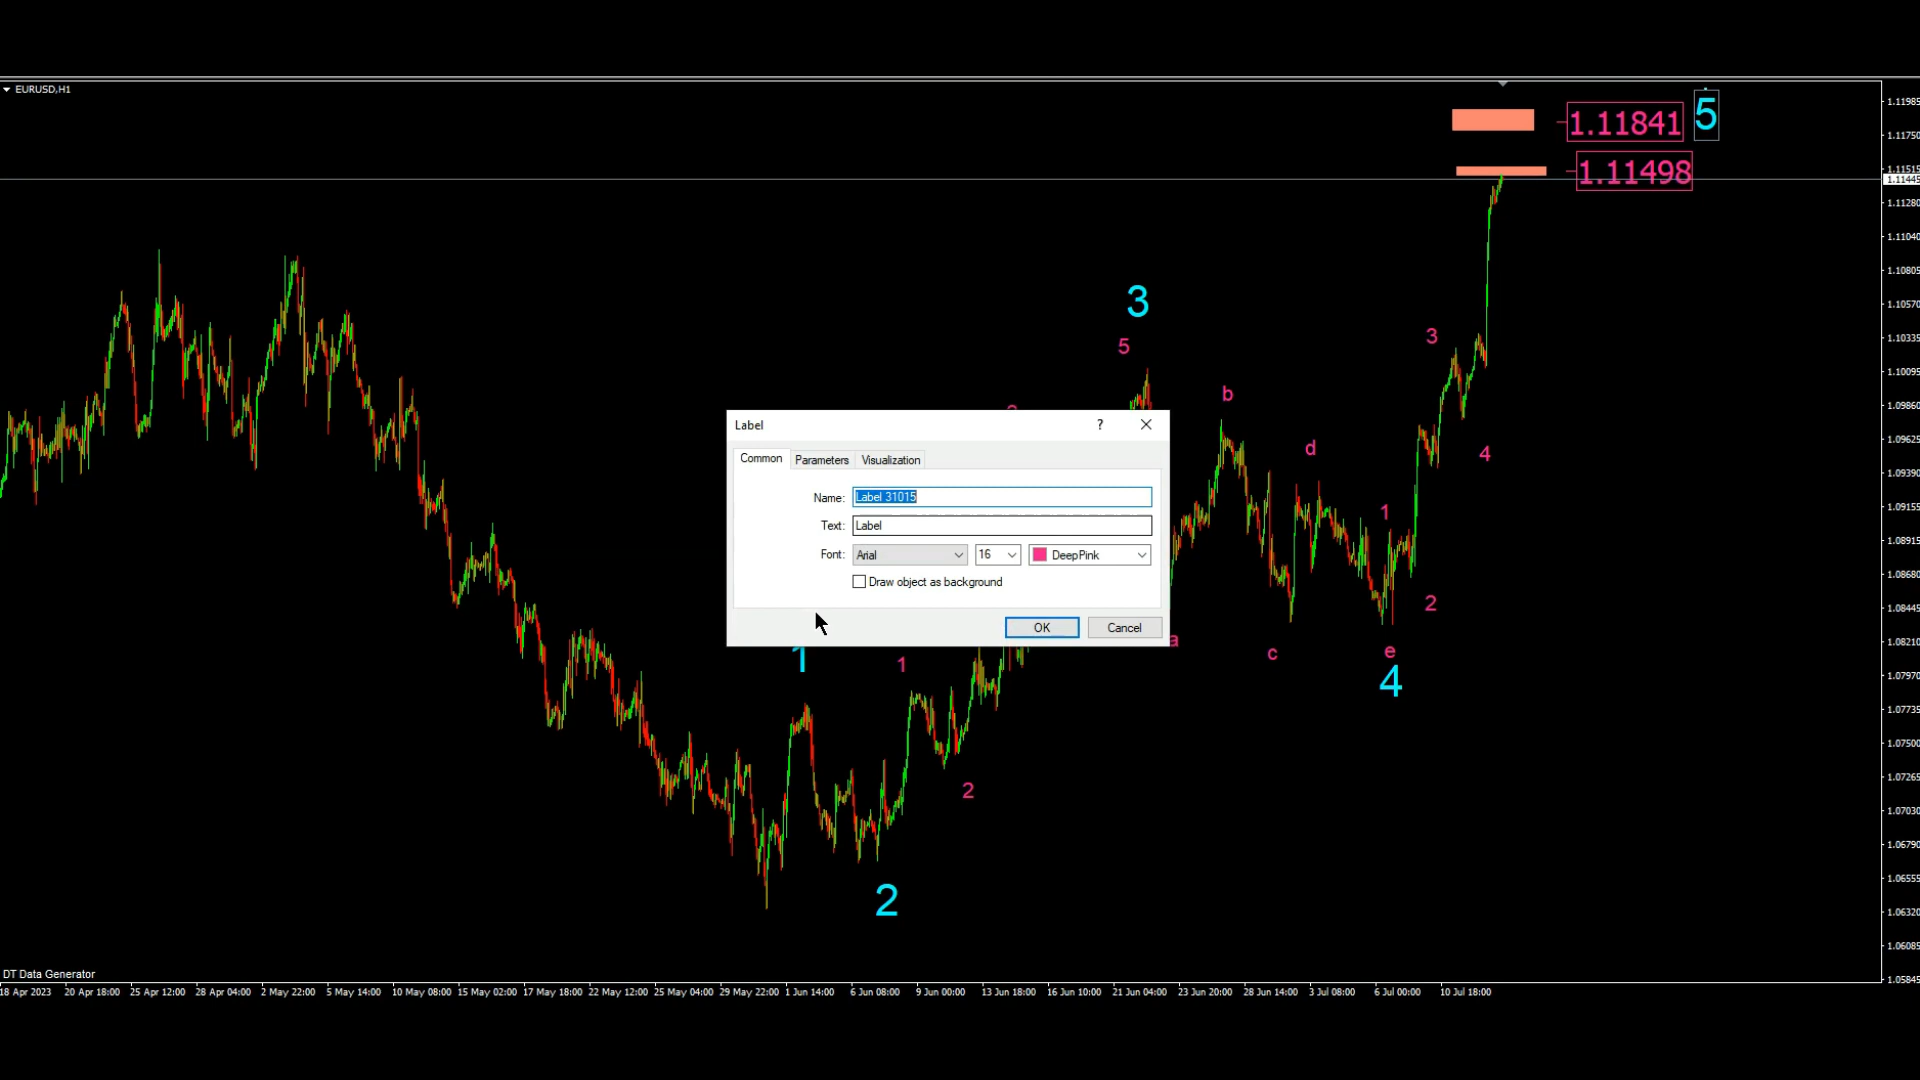 EURUSD,H1
1.11985
1.11841
5
1.11750
1.11515
1.11498
1.11445
1.11280
1.11040
1.10805
3
1.10570
3
1.10335
5
1.10095
b
1.09860
d
1.09625
4
1.09390
1
1.09155
1.08915
1.08680
2
1.08445
Label
?
Common
Parameters
Visualization
Name:
Label 31015
Text:
Label
Font:
Arial
16
DeepPink
Draw object as background
OK
Cancel
1.08210
a
c
e
1
1
4
1.07970
1.07735
1.07500
1.07265
2
1.07030
1.06790
1.06555
2
1.06320
1.06085
DT Data Generator
1.05845
18 Apr 2023
20 Apr 18:00
25 Apr 12:00
28 Apr 04:00
2 May 22:00
5 May 14:00
10 May 08:00
15 May 02:00
17 May 18:00
22 May 12:00
25 May 04:00
29 May 22:00
1 Jun 14:00
6 Jun 08:00
9 Jun 00:00
13 Jun 18:00
16 Jun 10:00
21 Jun 04:00
23 Jun 20:00
28 Jun 14:00
3 Jul 08:00
6 Jul 00:00
10 Jul 18:00